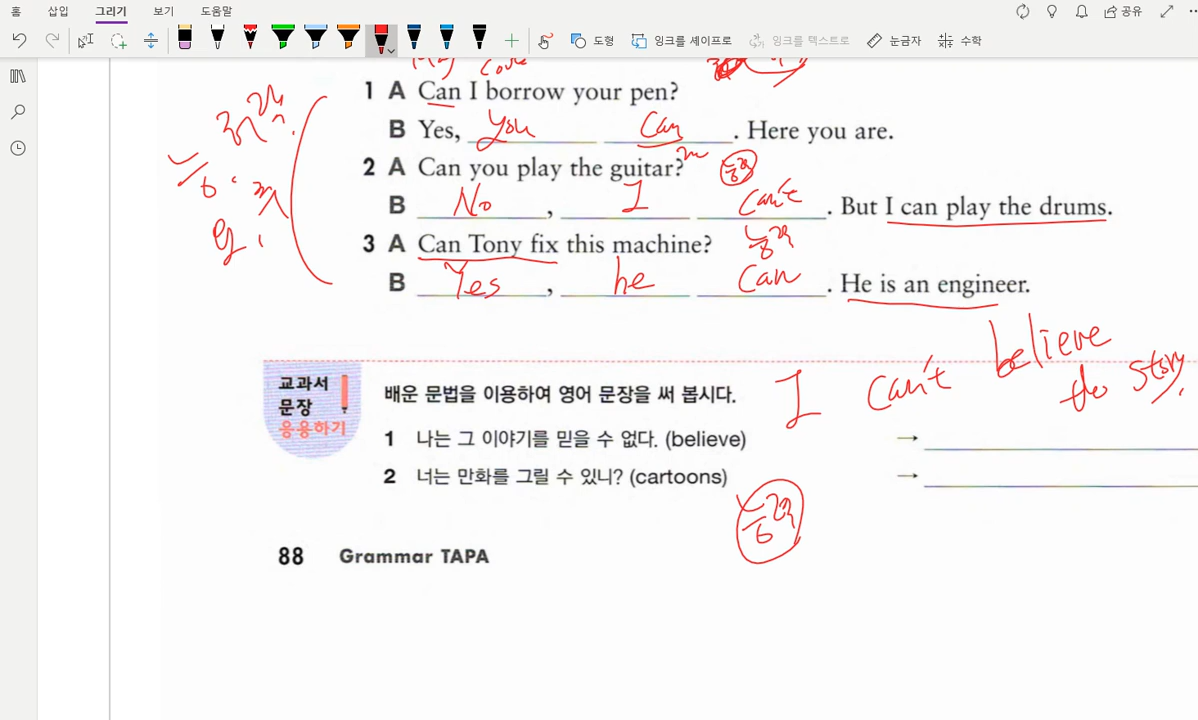 홈 삽입 그리기 보기 도움말
도형 잉크를 셰이프로 잉크를 텍스트로 눈금자 수학 공유
1 A Can I borrow your pen?
B Yes, you can . Here you are.
2 A Can you play the guitar? 능력
B No , I can't . But I can play the drums.
3 A Can Tony fix this machine? 능력
B Yes , he can . He is an engineer.
교과서
문장
응용하기
배운 문법을 이용하여 영어 문장을 써 봅시다.
I can't believe the story.
1 나는 그 이야기를 믿을 수 없다. (believe) →
2 너는 만화를 그릴 수 있니? (cartoons) →
능력
88 Grammar TAPA